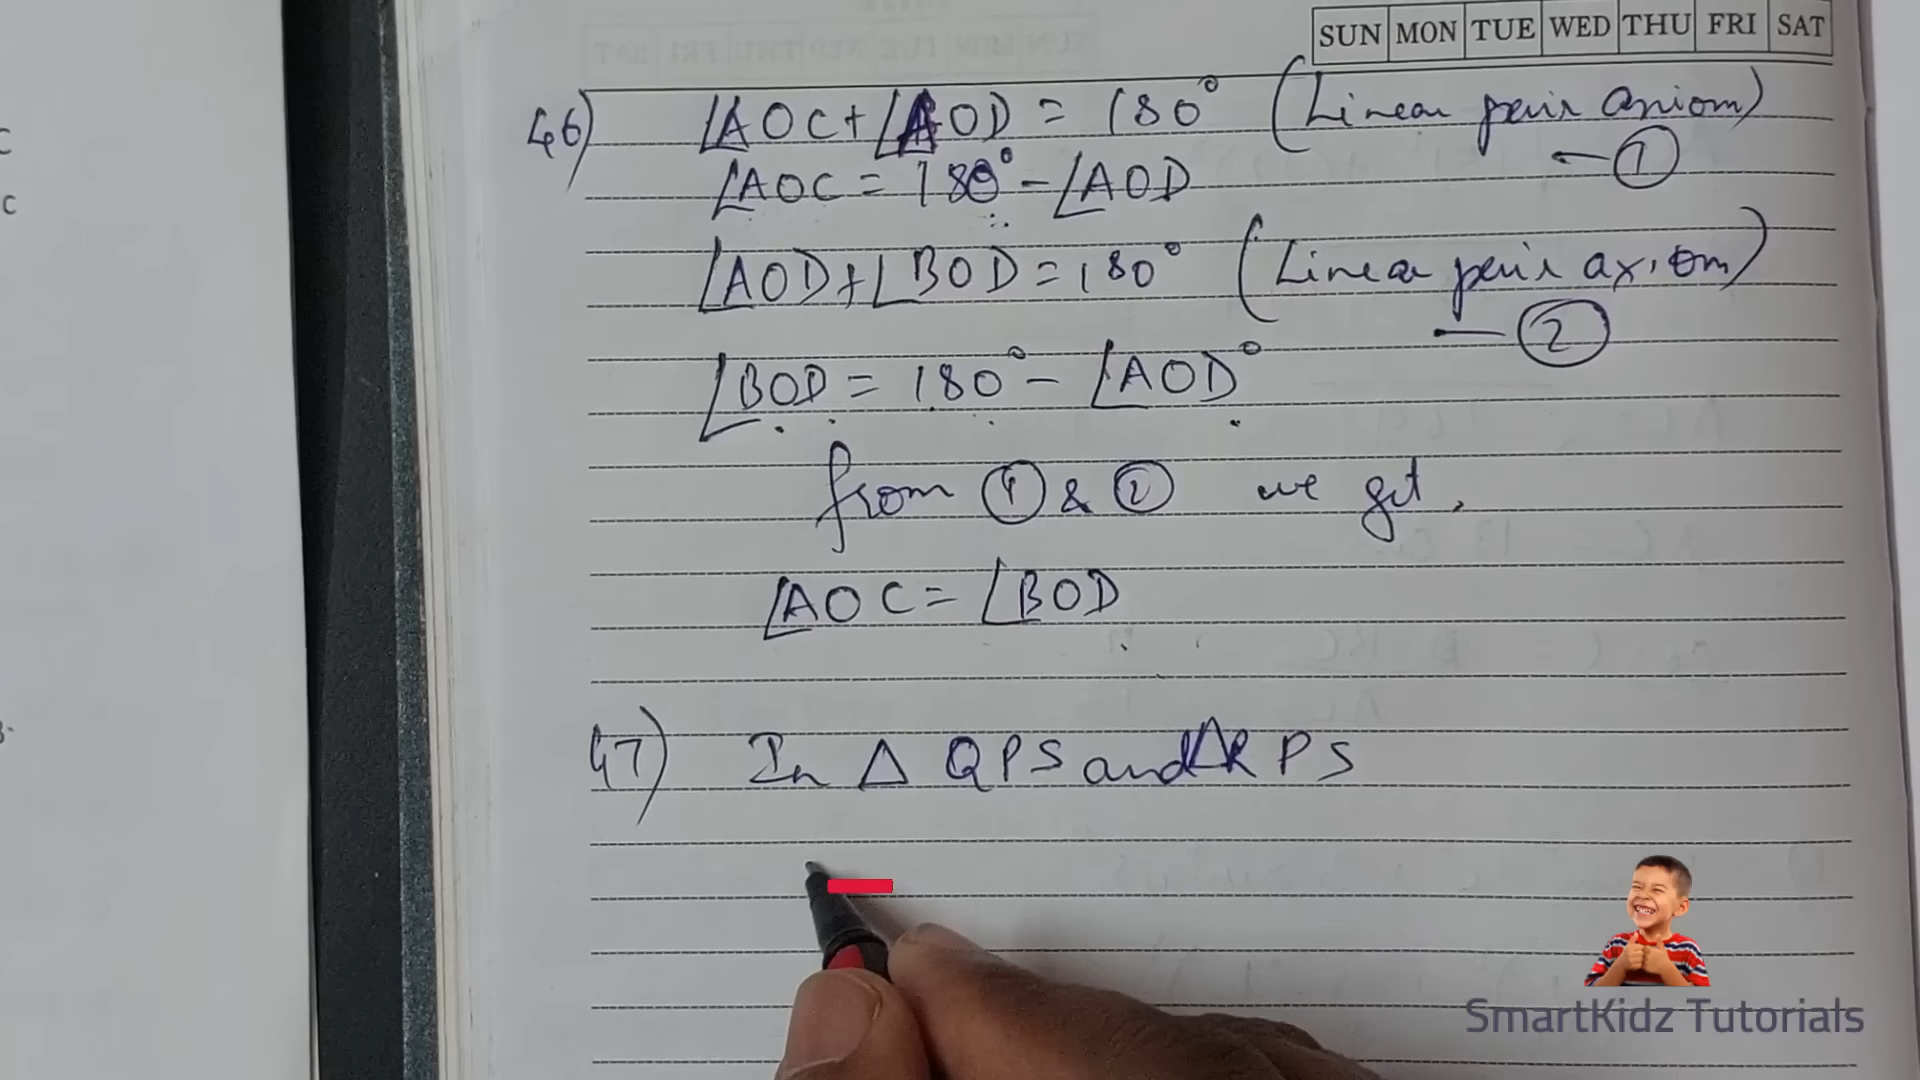 SUN MON TUE WED THU FRI SAT
46) ∠AOC + ∠AOD = 180° (Linear pair axiom)
— ①
∠AOC = 180° - ∠AOD
∠AOD + ∠BOD = 180° (Linear pair axiom)
— ②
∠BOD = 180° - ∠AOD°
from ① & ② we get,
∠AOC = ∠BOD
47) In △ QPS and △RPS
SmartKidz Tutorials